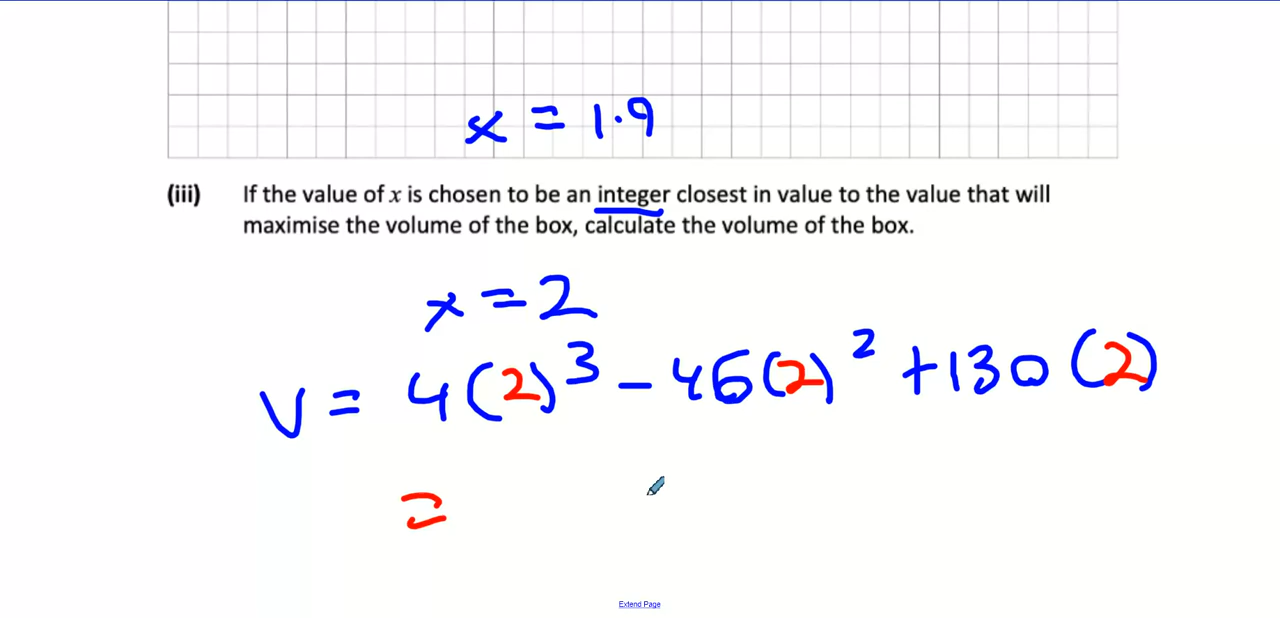 x = 1.9
(iii) If the value of x is chosen to be an integer closest in value to the value that will
maximise the volume of the box, calculate the volume of the box.
x = 2
V = 4(2)³ - 46(2)² + 130(2)
=
Extend Page